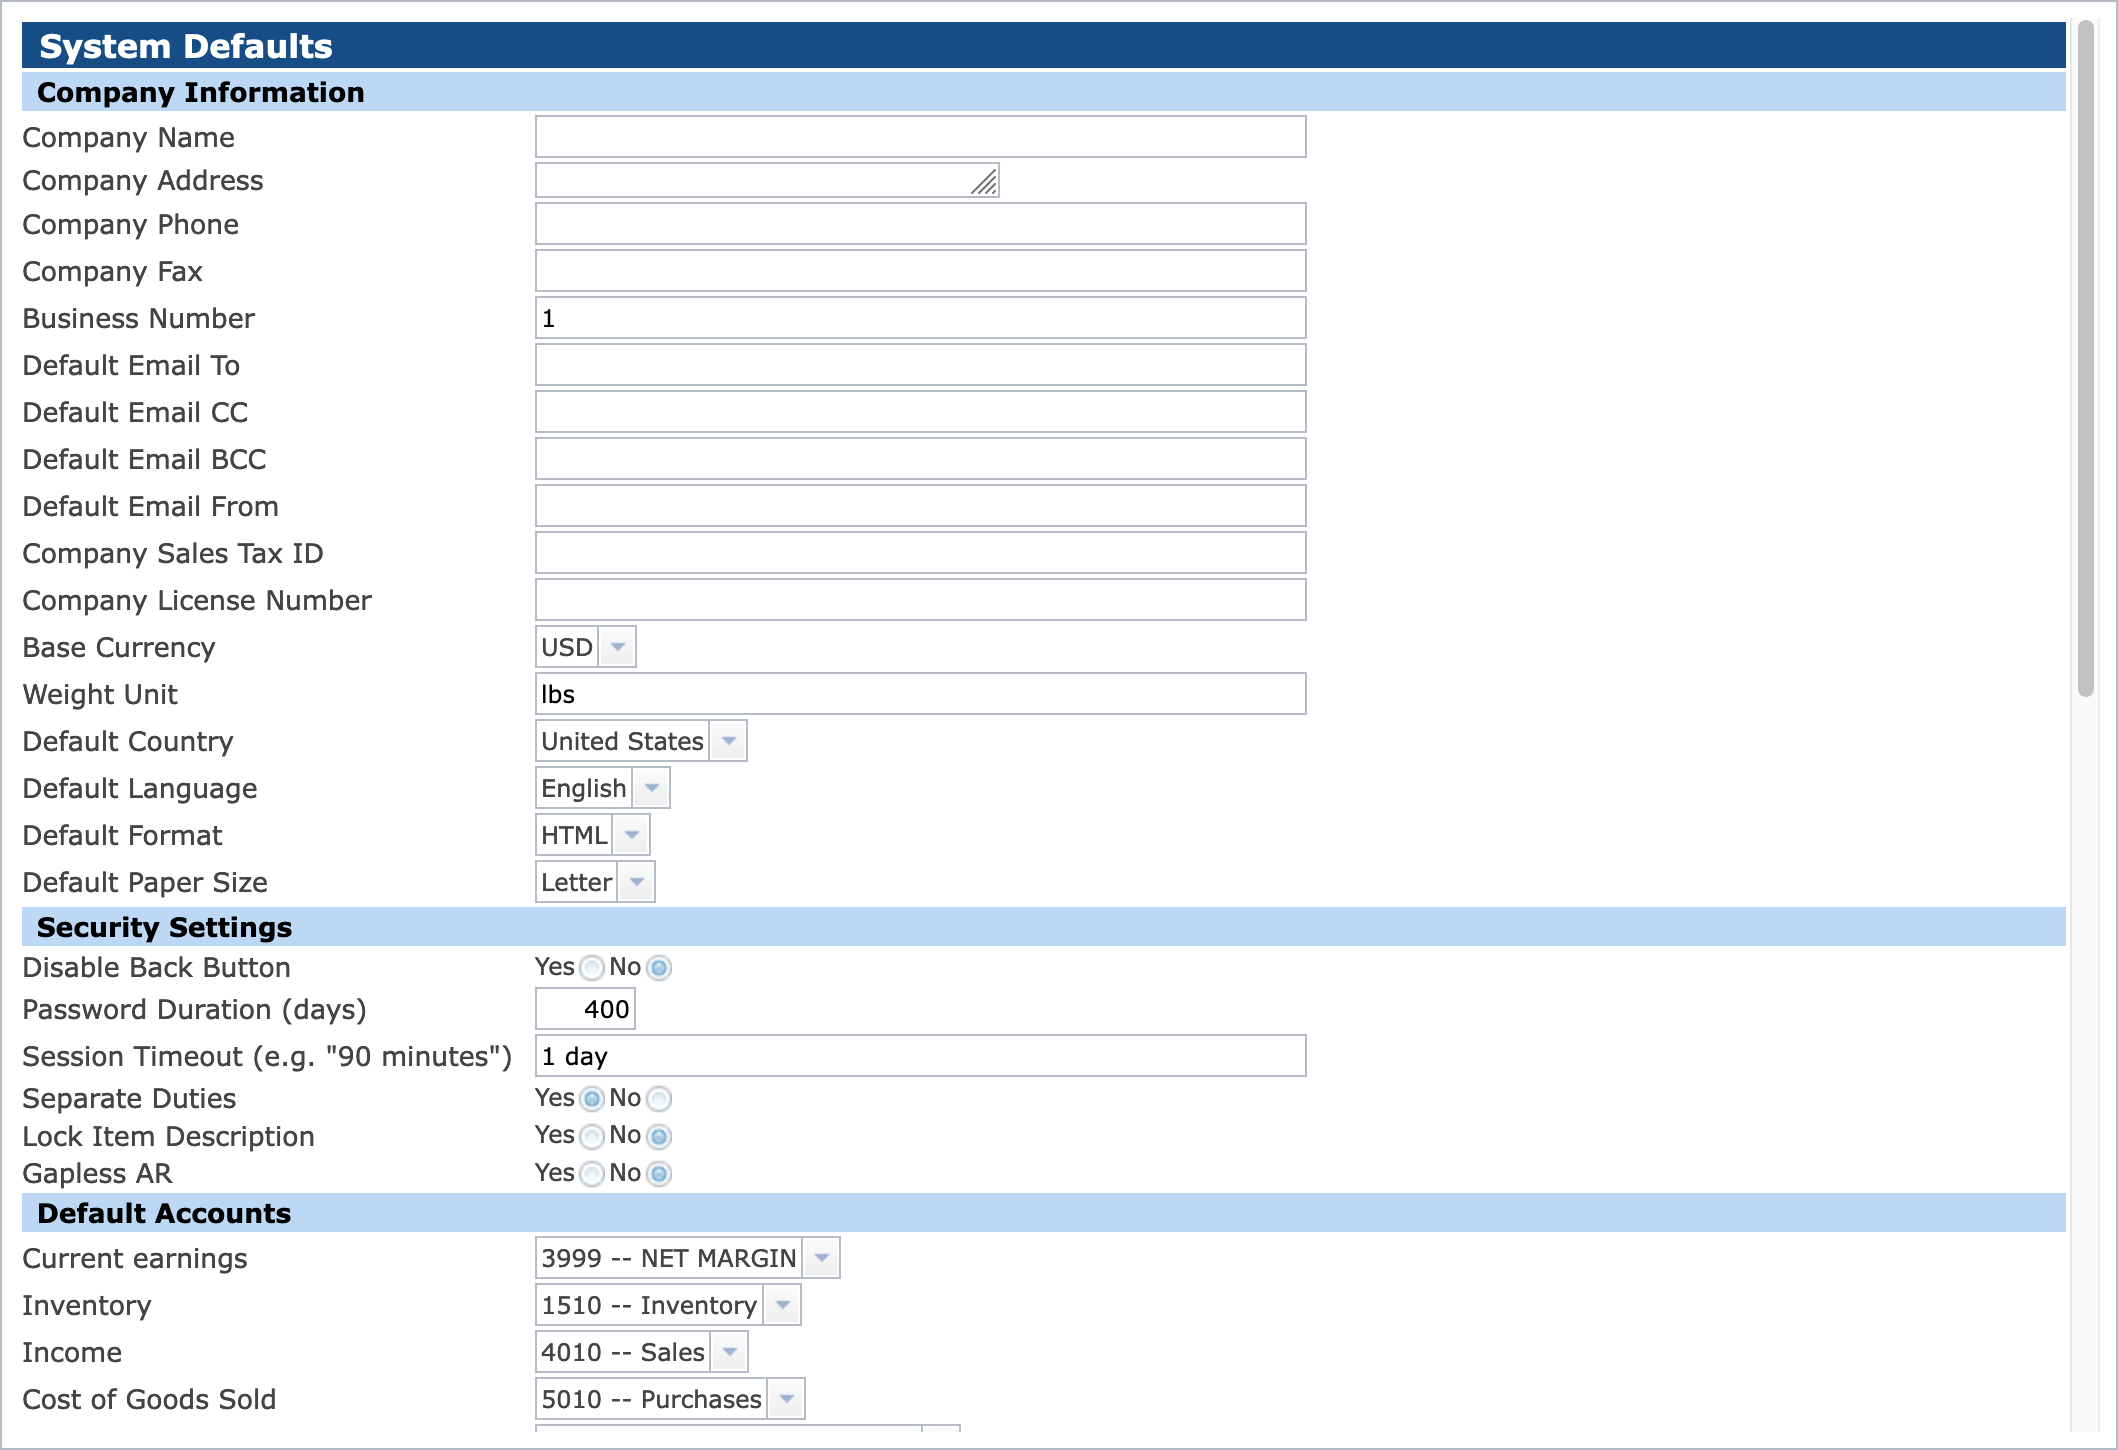 System Defaults
Company Information
Company Name
Company Address
Company Phone
Company Fax
Business Number 1
Default Email To
Default Email CC
Default Email BCC
Default Email From
Company Sales Tax ID
Company License Number
Base Currency USD
Weight Unit lbs
Default Country United States
Default Language English
Default Format HTML
Default Paper Size Letter
Security Settings
Disable Back Button Yes No
Password Duration (days) 400
Session Timeout (e.g. "90 minutes") 1 day
Separate Duties Yes No
Lock Item Description Yes No
Gapless AR Yes No
Default Accounts
Current earnings 3999 -- NET MARGIN
Inventory 1510 -- Inventory
Income 4010 -- Sales
Cost of Goods Sold 5010 -- Purchases